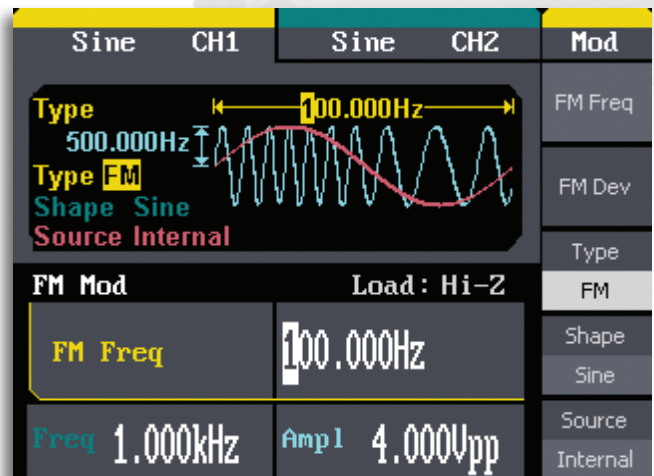 Sine CH1 Sine CH2 Mod
Type 100.000Hz
500.000Hz
Type FM
Shape Sine
Source Internal
FM Mod Load: Hi-Z
FM Freq 100.000Hz
Freq 1.000kHz Ampl 4.000Vpp
FM Freq
FM Dev
Type
FM
Shape
Sine
Source
Internal